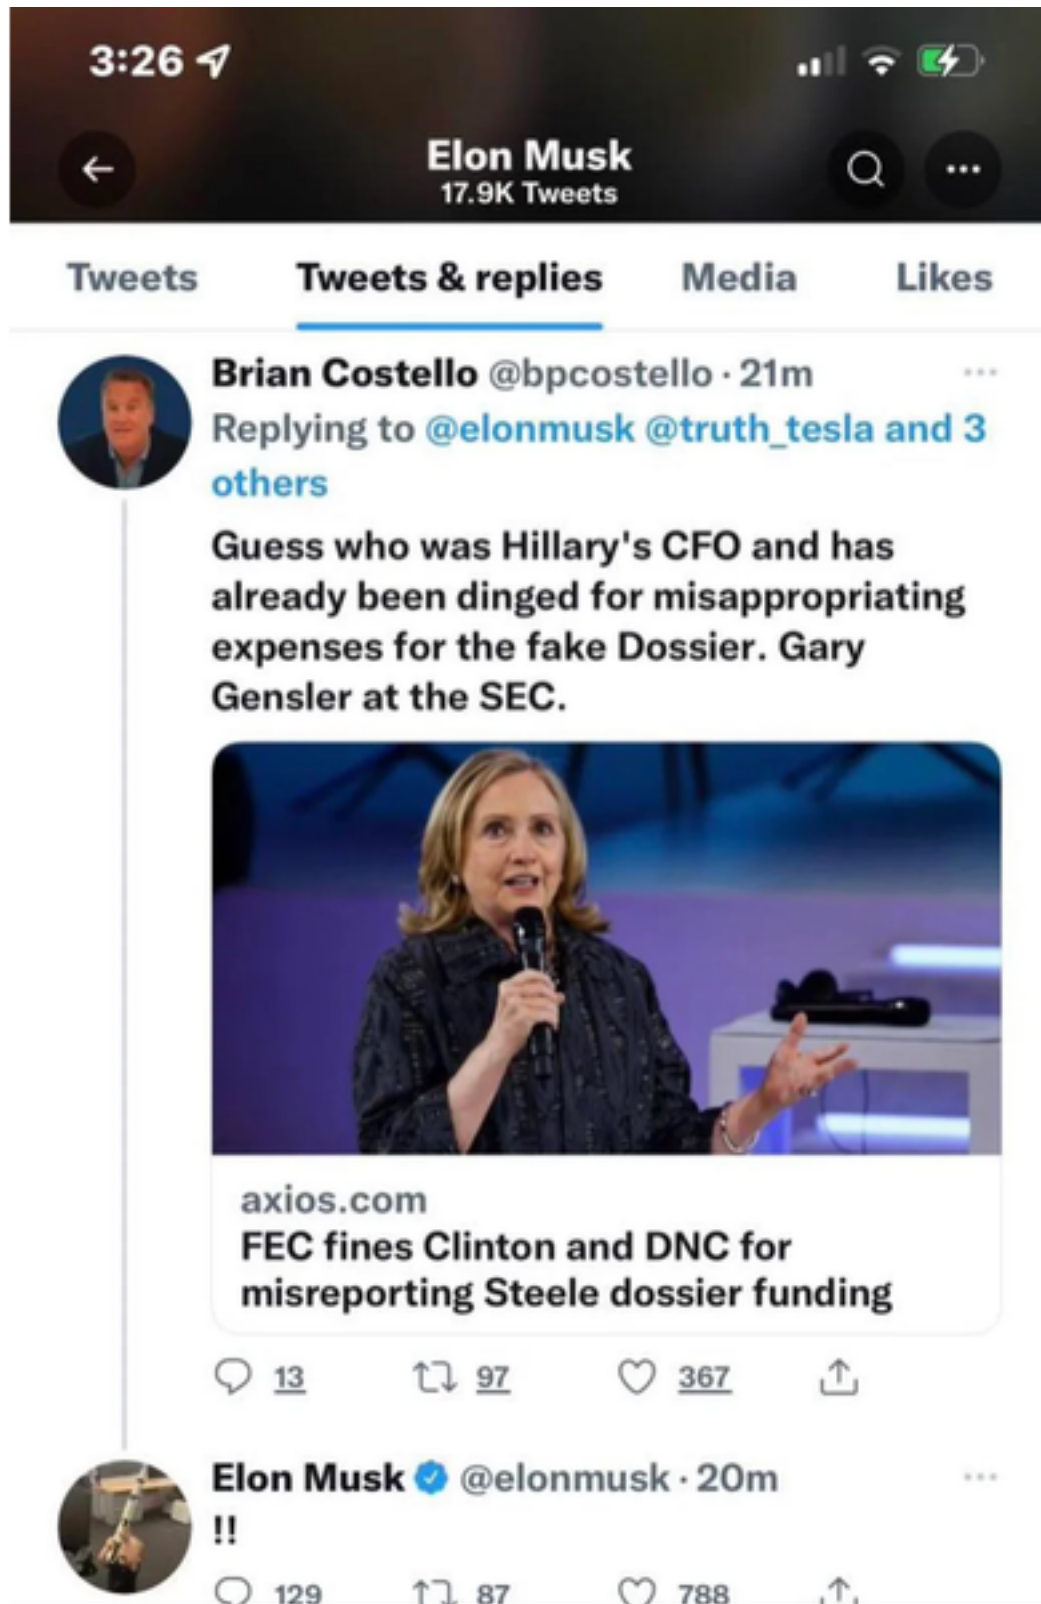 3:26
Elon Musk
17.9K Tweets
Tweets Tweets & replies Media Likes
Brian Costello @bpcostello · 21m
Replying to @elonmusk @truth_tesla and 3
others
Guess who was Hillary's CFO and has
already been dinged for misappropriating
expenses for the fake Dossier. Gary
Gensler at the SEC.
axios.com
FEC fines Clinton and DNC for
misreporting Steele dossier funding
13 97 367
Elon Musk @elonmusk · 20m
!!
129 87 788